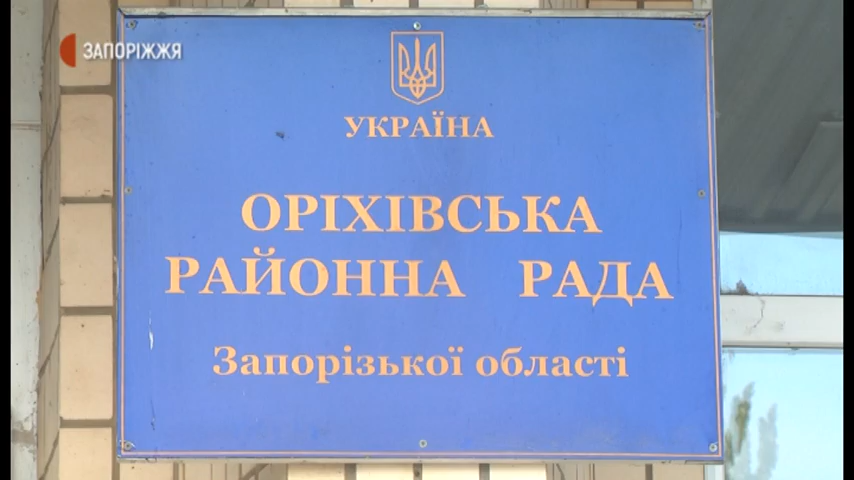 ЗАПОРІЖЖЯ
УКРАЇНА
ОРІХІВСЬКА
РАЙОННА РАДА
Запорізької області